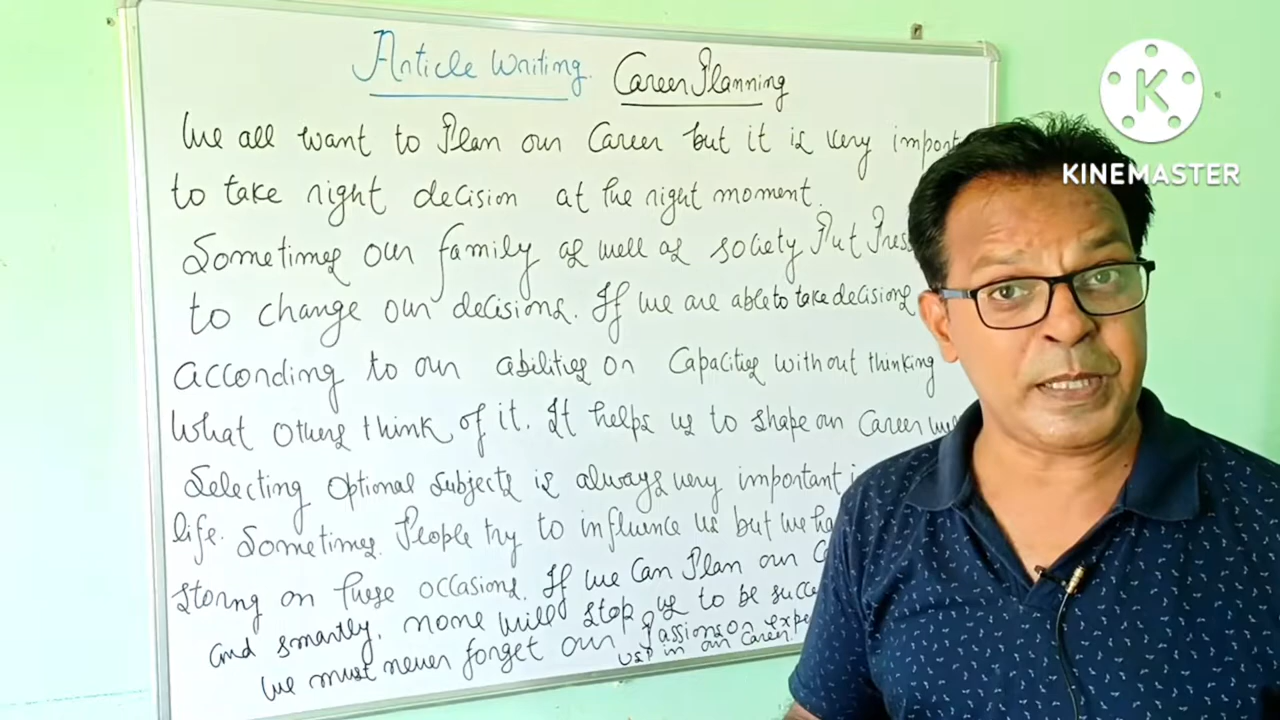 Article Writing. Career Planning
We all want to Plan our Career but it is very import
to take right decision at the right moment.
Sometimes our family as well as society Put Press
to change our decisions. If we are able to take decisions
according to our abilities or Capacities without thinking
what others think of it. It helps us to shape our Career
Selecting optional subjects is always very important i
life. Sometimes People try to influence us but we ha
strong on these occasions. If we Can Plan our C
and smartly, none will stop us to be succe
We must never forget our Passions or expe
in our Career.
K
KINEMASTER